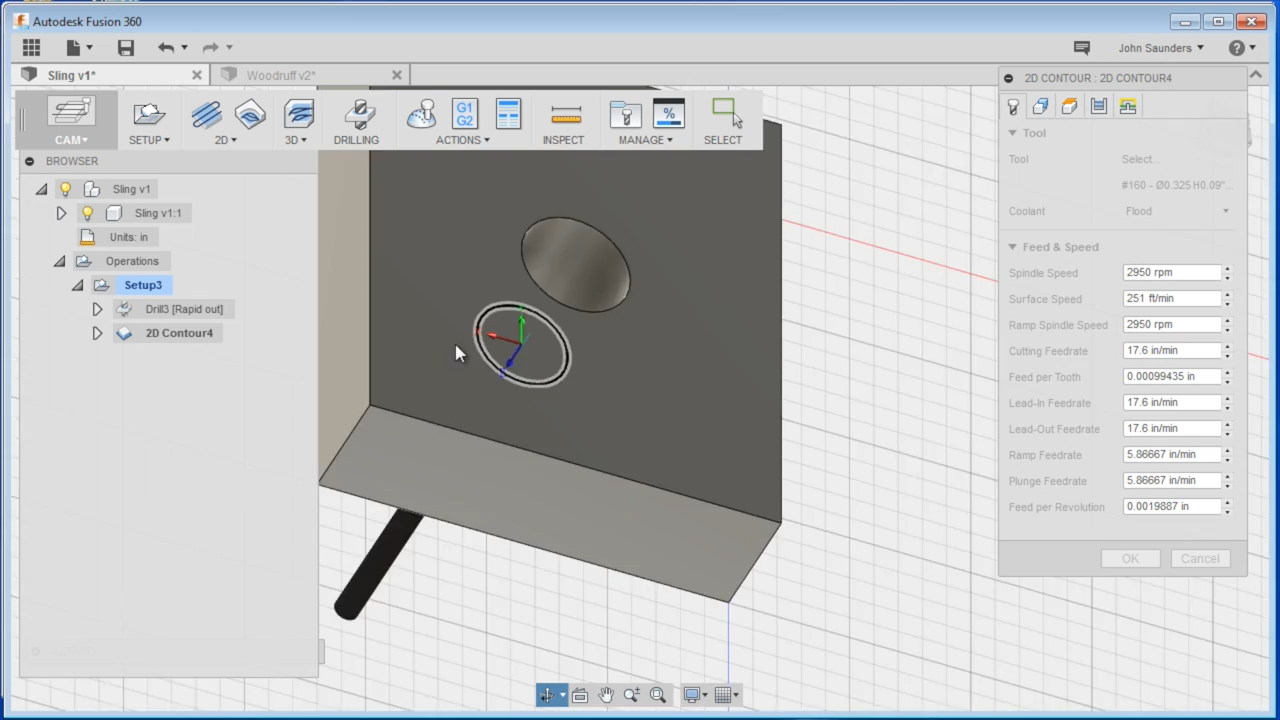 Autodesk Fusion 360
John Saunders
Sling v1*
Woodruff v2*
CAM
SETUP
2D
3D
DRILLING
G1
G2
ACTIONS
INSPECT
%
MANAGE
SELECT
BROWSER
Sling v1
Sling v1:1
Units: in
Operations
Setup3
Drill3 [Rapid out]
2D Contour4
2D CONTOUR : 2D CONTOUR4
Tool
Tool Select...
#160 - Ø0.325 H0.09"...
Coolant Flood
Feed & Speed
Spindle Speed 2950 rpm
Surface Speed 251 ft/min
Ramp Spindle Speed 2950 rpm
Cutting Feedrate 17.6 in/min
Feed per Tooth 0.00099435 in
Lead-In Feedrate 17.6 in/min
Lead-Out Feedrate 17.6 in/min
Ramp Feedrate 5.86667 in/min
Plunge Feedrate 5.86667 in/min
Feed per Revolution 0.0019887 in
OK Cancel